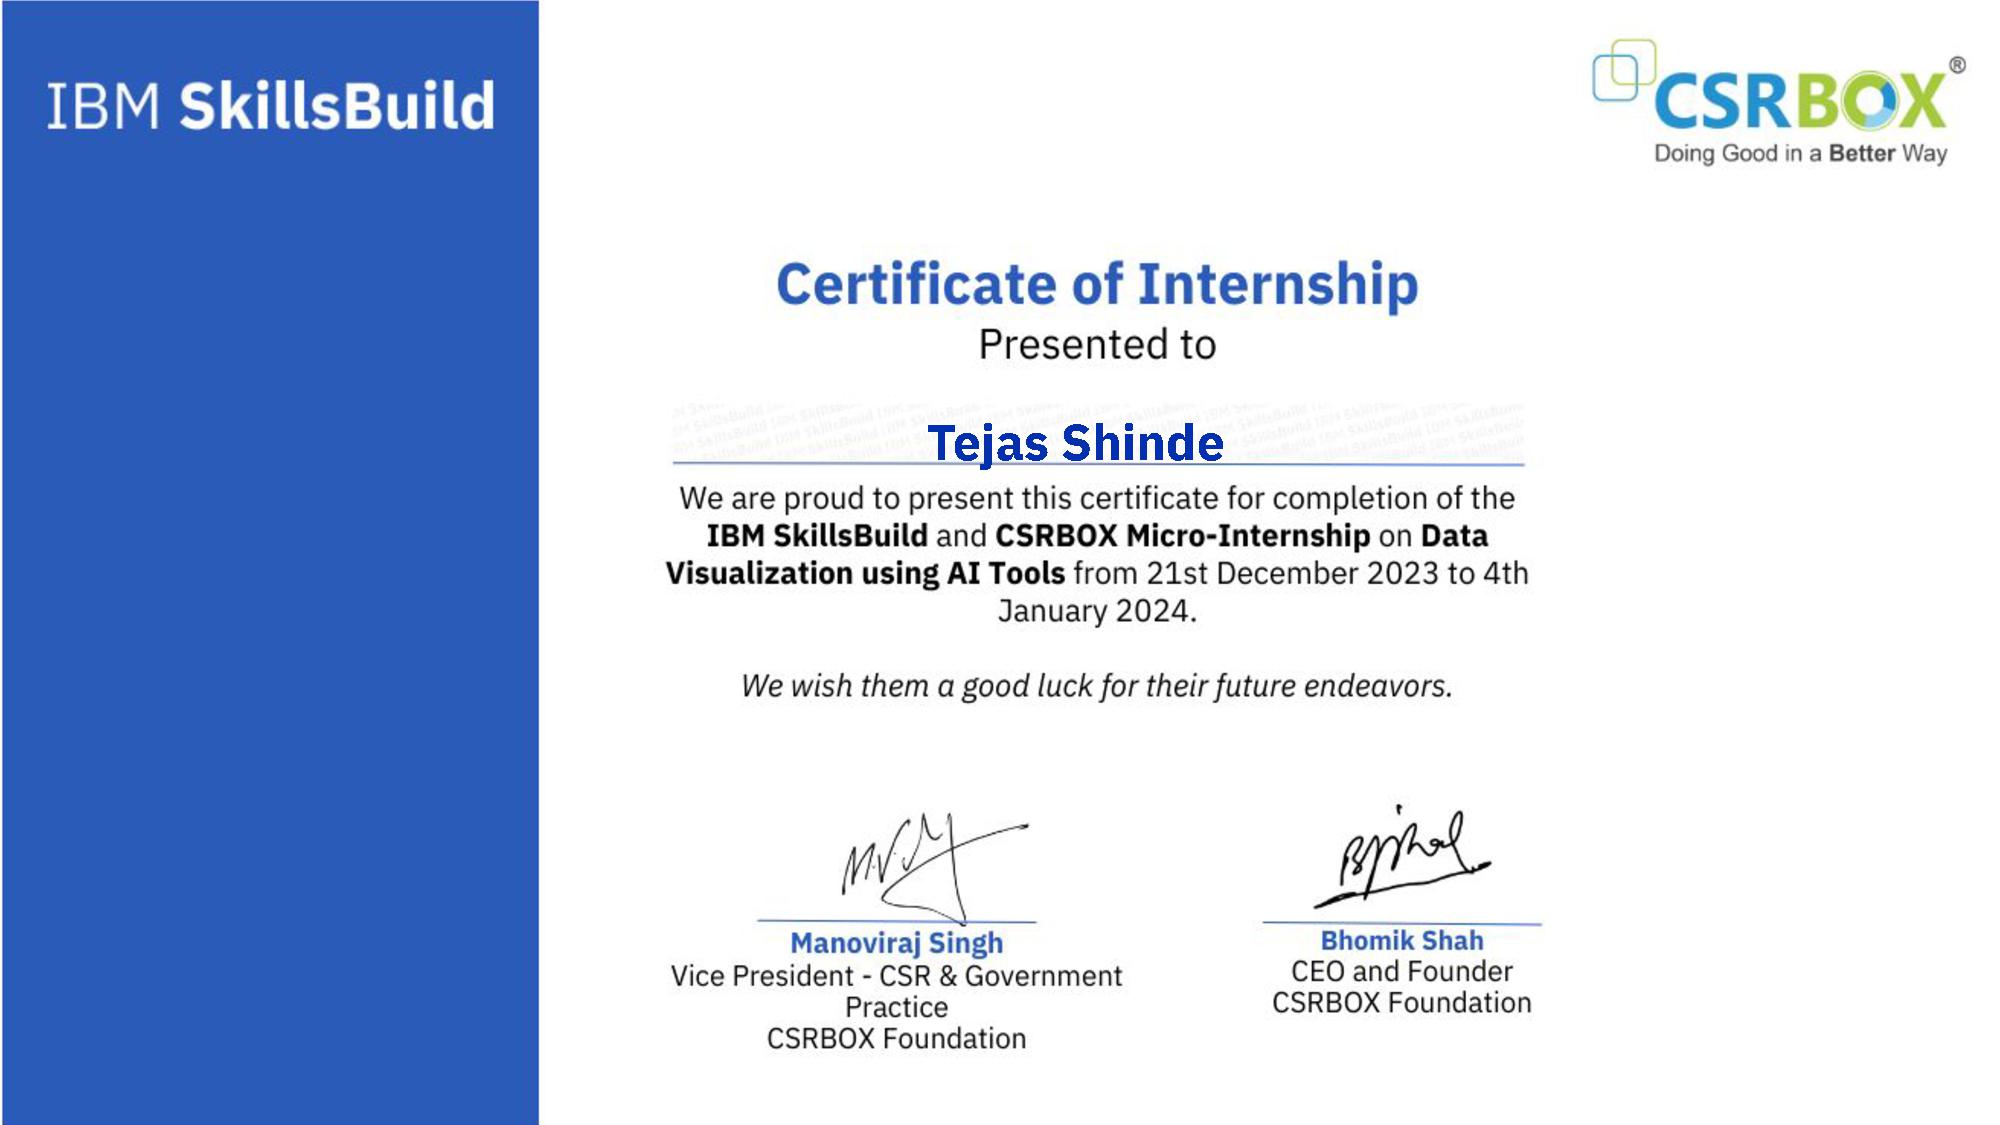 IBM SkillsBuild
CSRBOX®
Doing Good in a Better Way
Certificate of Internship
Presented to
Tejas Shinde
We are proud to present this certificate for completion of the
IBM SkillsBuild and CSRBOX Micro-Internship on Data
Visualization using AI Tools from 21st December 2023 to 4th
January 2024.
We wish them a good luck for their future endeavors.
Manoviraj Singh
Vice President - CSR & Government
Practice
CSRBOX Foundation
Bhomik Shah
CEO and Founder
CSRBOX Foundation